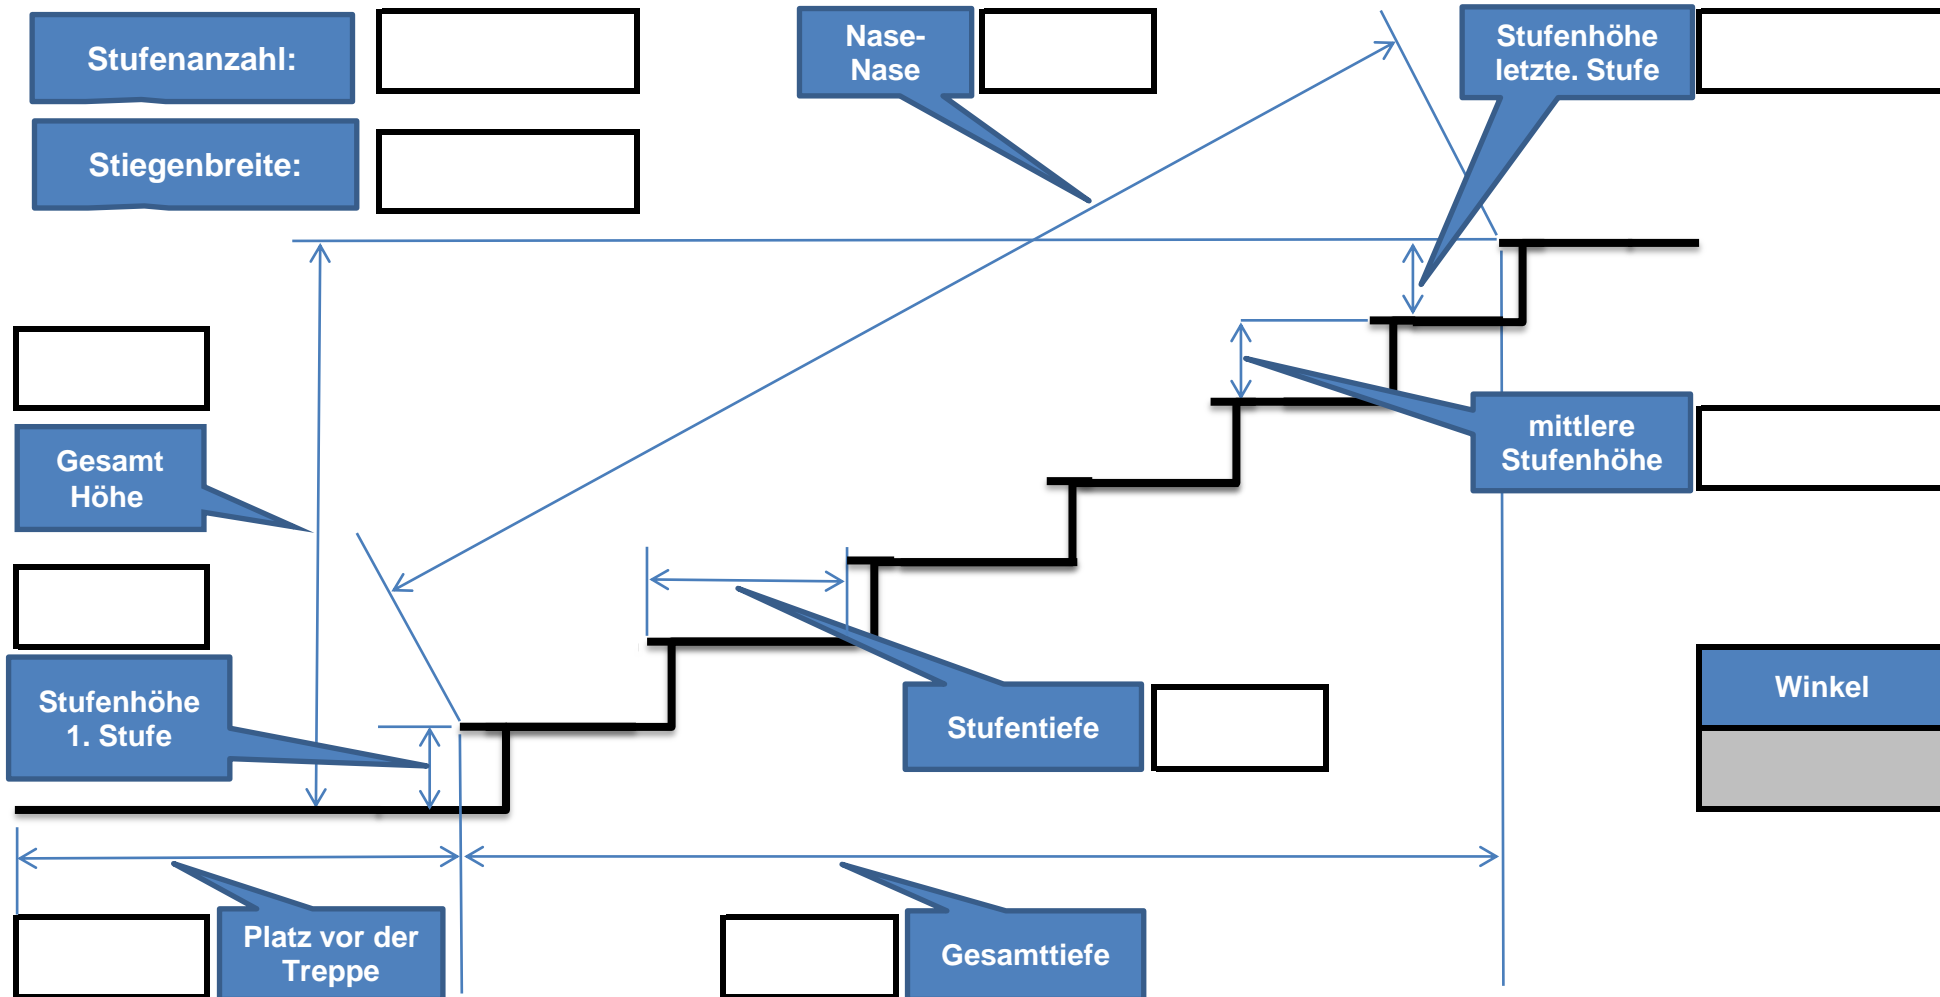 Stufenanzahl:
Nase-
Nase
Stufenhöhe
letzte. Stufe
Stiegenbreite:
Gesamt
Höhe
mittlere
Stufenhöhe
Stufenhöhe
1. Stufe
Stufentiefe
Winkel
Platz vor der
Treppe
Gesamttiefe